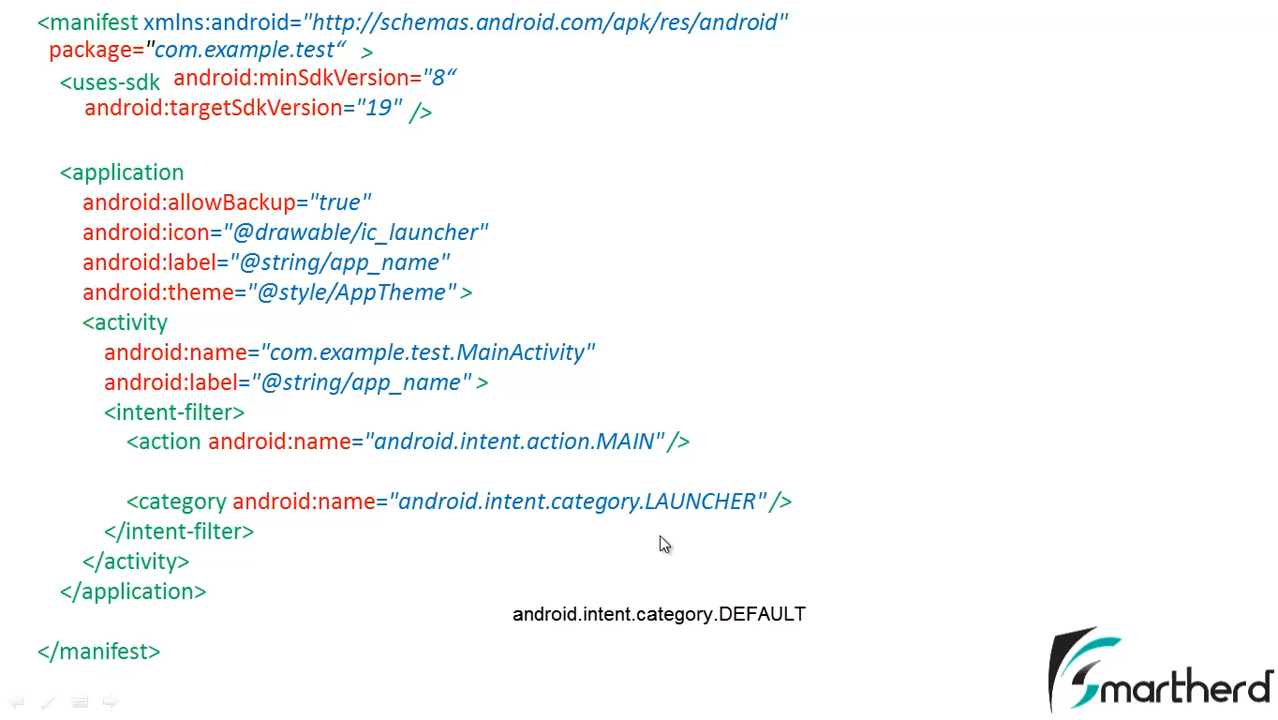 <manifest xmlns:android="http://schemas.android.com/apk/res/android"
package="com.example.test“ >
<uses-sdk android:minSdkVersion="8“
android:targetSdkVersion="19" />
<application
android:allowBackup="true"
android:icon="@drawable/ic_launcher"
android:label="@string/app_name"
android:theme="@style/AppTheme" >
<activity
android:name="com.example.test.MainActivity"
android:label="@string/app_name" >
<intent-filter>
<action android:name="android.intent.action.MAIN" />
<category android:name="android.intent.category.LAUNCHER" />
</intent-filter>
</activity>
</application>
android.intent.category.DEFAULT
</manifest>
Smartherd